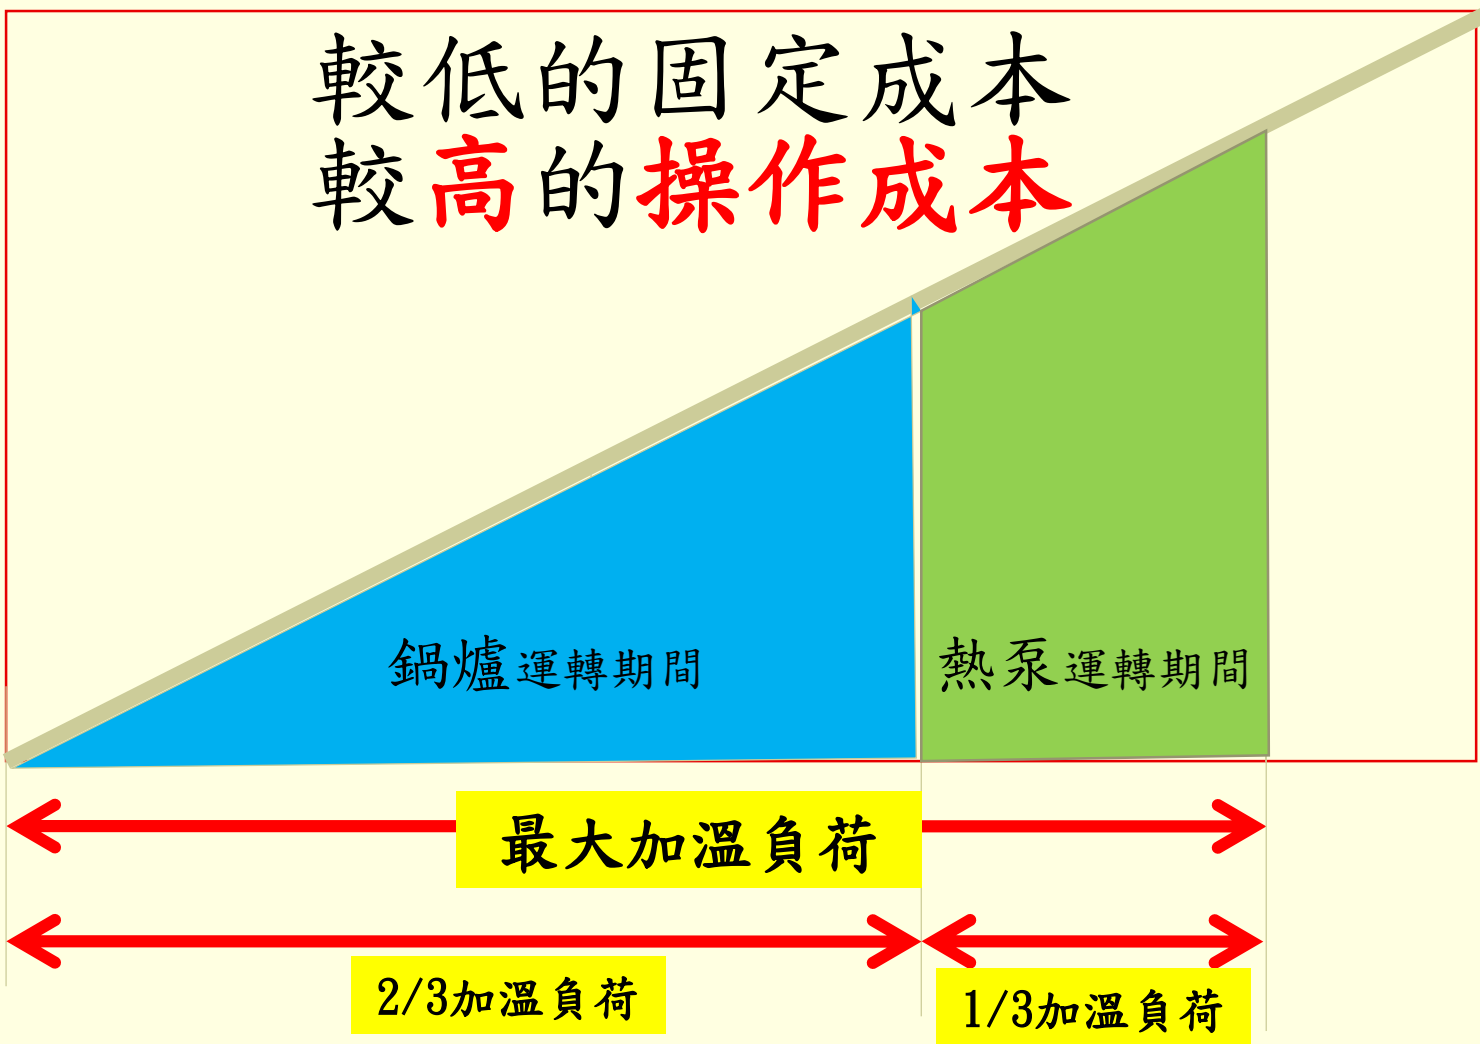 較低的固定成本
較高的操作成本
鍋爐運轉期間
熱泵運轉期間
最大加溫負荷
2/3加溫負荷
1/3加溫負荷